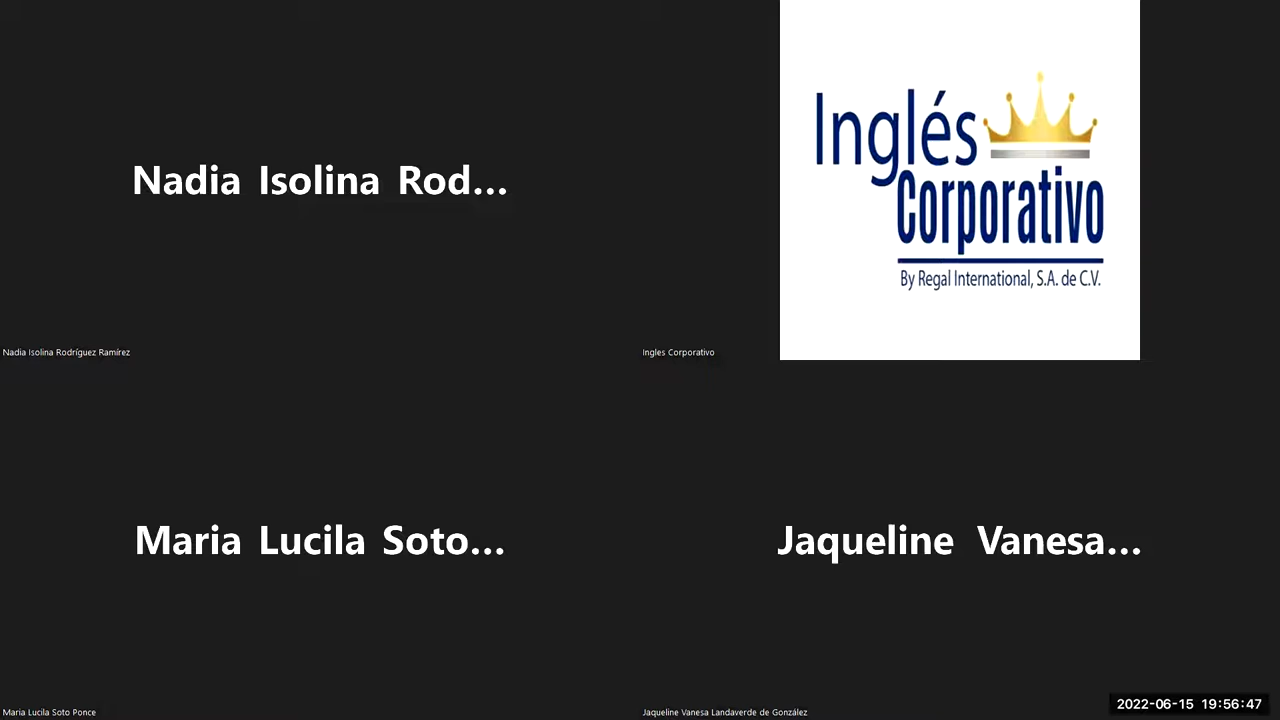 Nadia Isolina Rod...
Nadia Isolina Rodríguez Ramírez
Inglés
Corporativo
By Regal International, S.A. de C.V.
Ingles Corporativo
Maria Lucila Soto...
Maria Lucila Soto Ponce
Jaqueline Vanesa...
Jaqueline Vanesa Landaverde de González
2022-06-15 19:56:47